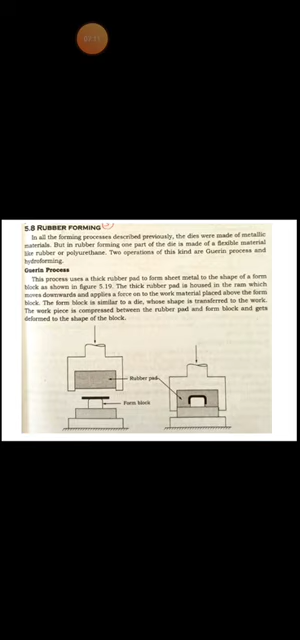 5.8 RUBBER FORMING
In all the forming processes described previously, the dies were made of metallic
materials. But in rubber forming one part of the die is made of a flexible material
like rubber or polyurethane. Two operations of this kind are Guerin process and
hydroforming.
Guerin Process
This process uses a thick rubber pad to form sheet metal to the shape of a form
block as shown in figure 5.19. The thick rubber pad is housed in the ram which
moves downwards and applies a force on to the work material placed above the form
block. The form block is similar to a die, whose shape is transferred to the work.
The work piece is compressed between the rubber pad and form block and gets
deformed to the shape of the block.
Rubber pad
Form block